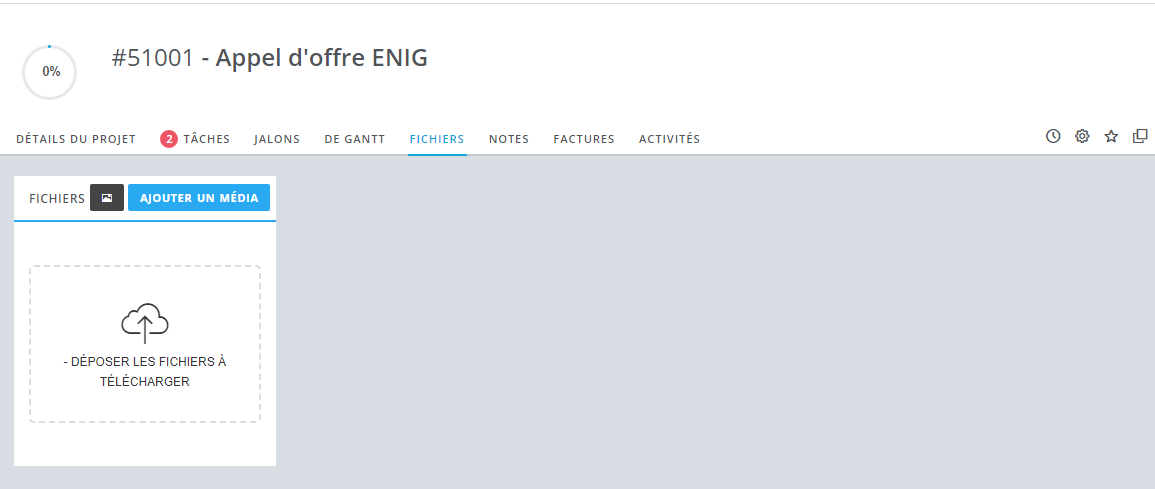 0%
#51001 - Appel d'offre ENIG
DÉTAILS DU PROJET 2 TÂCHES JALONS DE GANTT FICHIERS NOTES FACTURES ACTIVITÉS
FICHIERS AJOUTER UN MÉDIA
- DÉPOSER LES FICHIERS À
TÉLÉCHARGER